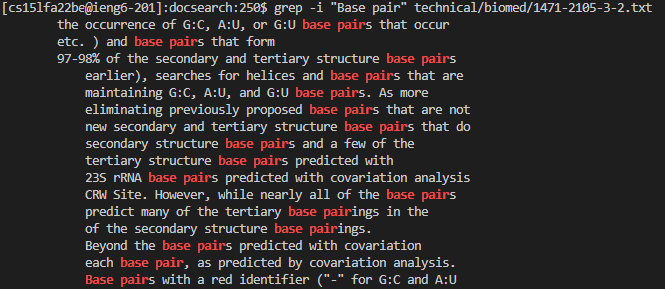 [cs15lfa22be@ieng6-201]:docsearch:250$ grep -i "Base pair" technical/biomed/1471-2105-3-2.txt
the occurrence of G:C, A:U, or G:U base pairs that occur
etc. ) and base pairs that form
97-98% of the secondary and tertiary structure base pairs
earlier), searches for helices and base pairs that are
maintaining G:C, A:U, and G:U base pairs. As more
eliminating previously proposed base pairs that are not
new secondary and tertiary structure base pairs that do
secondary structure base pairs and a few of the
tertiary structure base pairs predicted with
23S rRNA base pairs predicted with covariation analysis
CRW Site. However, while nearly all of the base pairs
predict many of the tertiary base pairings in the
of the secondary structure base pairings.
Beyond the base pairs predicted with covariation
each base pair, as predicted by covariation analysis.
Base pairs with a red identifier ("-" for G:C and A:U